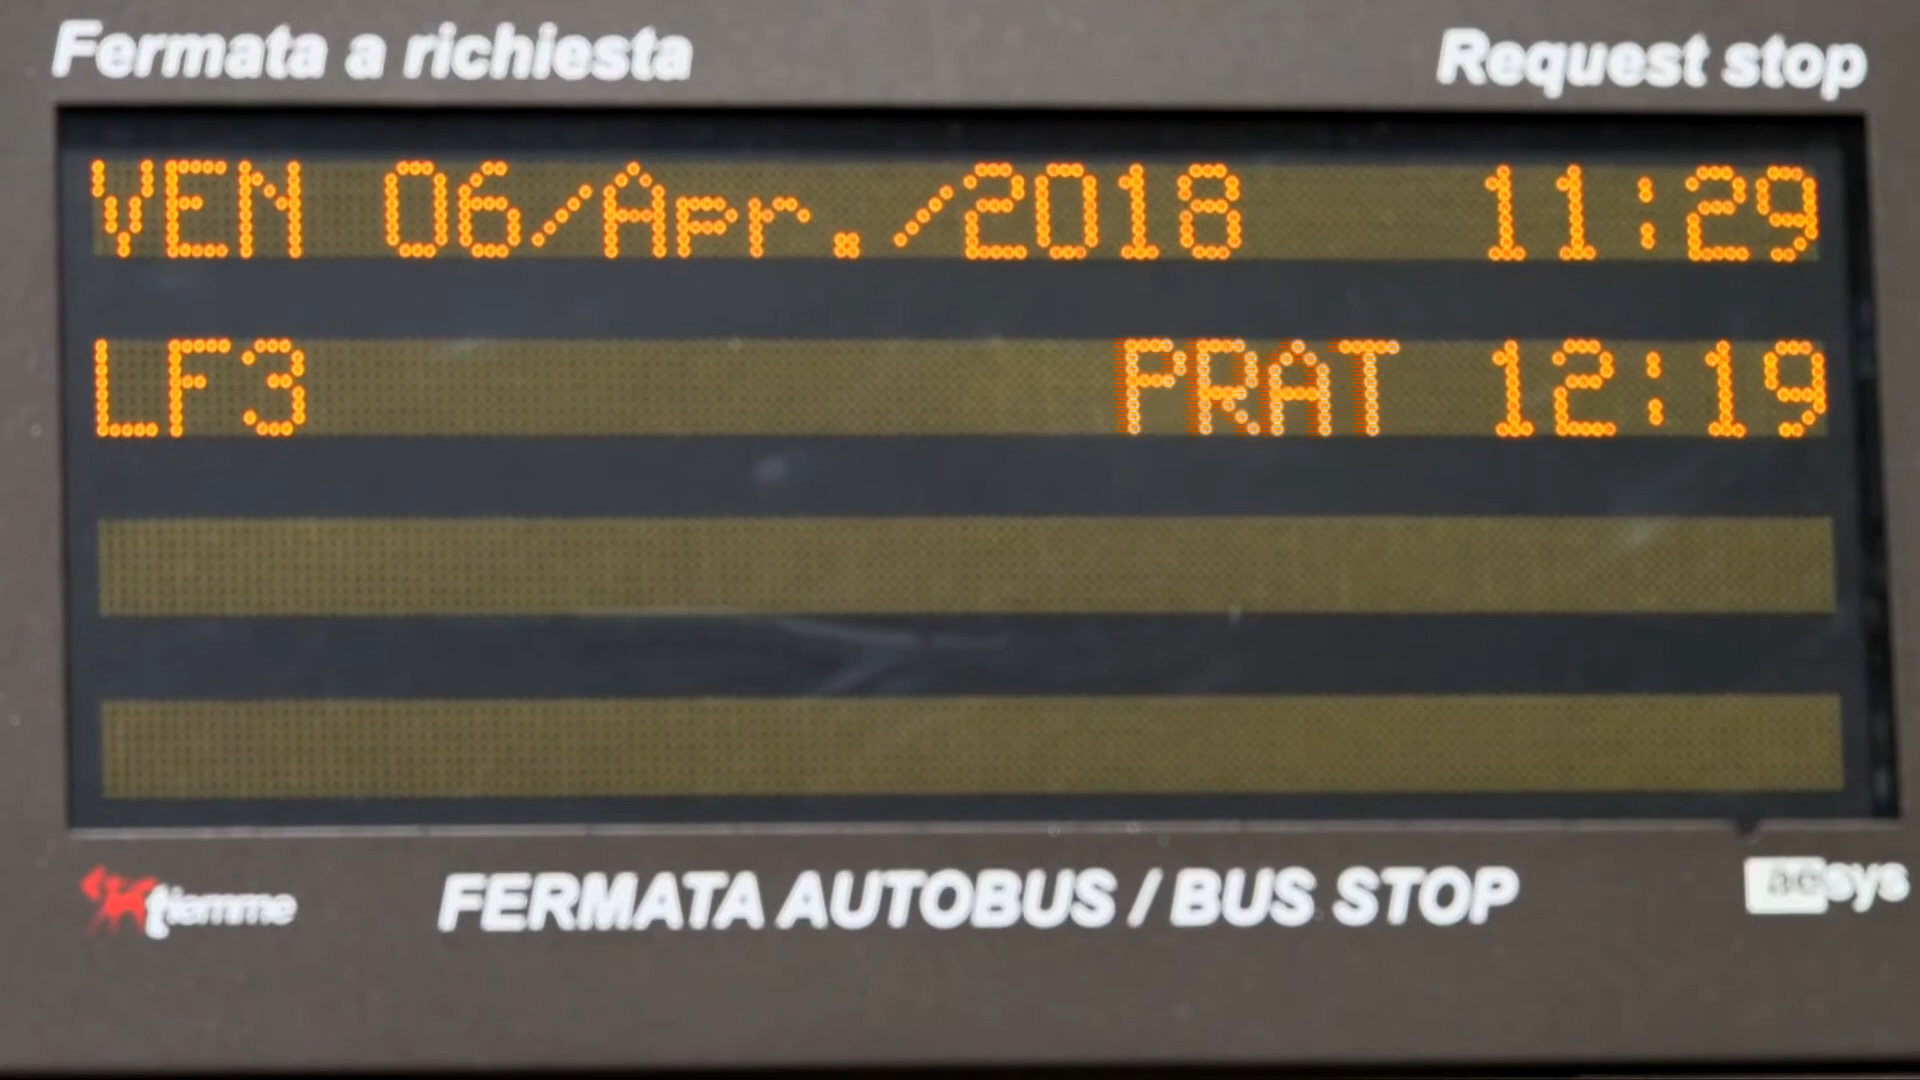 Fermata a richiesta Request stop
VEN 06/Apr./2018 11:29
LF3 PRAT 12:19
tiemme FERMATA AUTOBUS / BUS STOP aesys